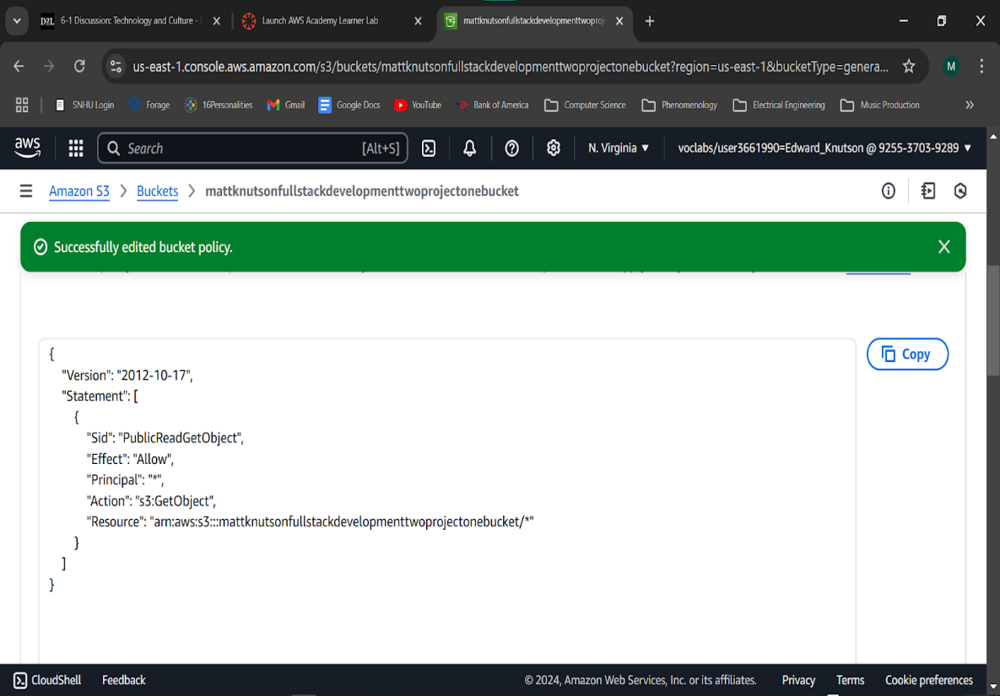 D2L 6-1 Discussion: Technology and Culture -
Launch AWS Academy Learner Lab
mattknutsonfullstackdevelopmenttwoproj
us-east-1.console.aws.amazon.com/s3/buckets/mattknutsonfullstackdevelopmenttwoprojectonebucket?region=us-east-1&bucketType=genera...
M
SNHU Login
Forage
16Personalities
Gmail
Google Docs
YouTube
Bank of America
Computer Science
Phenomenology
Electrical Engineering
Music Production
aws
Search
[Alt+S]
N. Virginia
voclabs/user3661990=Edward_Knutson @ 9255-3703-9289
Amazon S3
Buckets
mattknutsonfullstackdevelopmenttwoprojectonebucket
Successfully edited bucket policy.
{
"Version": "2012-10-17",
"Statement": [
{
"Sid": "PublicReadGetObject",
"Effect": "Allow",
"Principal": "*",
"Action": "s3:GetObject",
"Resource": "arn:aws:s3:::mattknutsonfullstackdevelopmenttwoprojectonebucket/*"
}
]
}
Copy
CloudShell
Feedback
© 2024, Amazon Web Services, Inc. or its affiliates.
Privacy
Terms
Cookie preferences